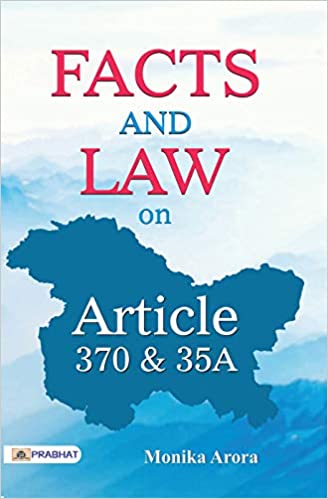 FACTS
AND
LAW
on
Article
370 & 35A
Monika Arora
PRABHAT